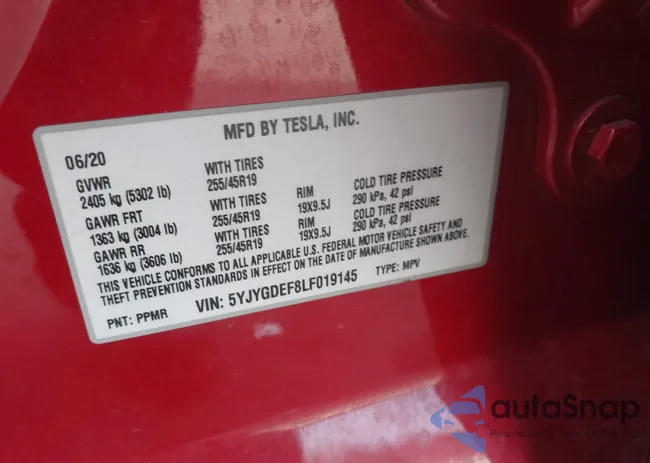 MFD BY TESLA, INC.
06/20
GVWR WITH TIRES
2405 kg (5302 lb) 255/45R19
GAWR FRT WITH TIRES RIM COLD TIRE PRESSURE
1363 kg (3004 lb) 255/45R19 19X9.5J 290 kPa, 42 psi
GAWR RR WITH TIRES RIM COLD TIRE PRESSURE
1636 kg (3606 lb) 255/45R19 19X9.5J 290 kPa, 42 psi
THIS VEHICLE CONFORMS TO ALL APPLICABLE U.S. FEDERAL MOTOR VEHICLE SAFETY AND
THEFT PREVENTION STANDARDS IN EFFECT ON THE DATE OF MANUFACTURE SHOWN ABOVE.
PNT: PPMR VIN: 5YJYGDEF8LF019145 TYPE: MPV
autaSnap